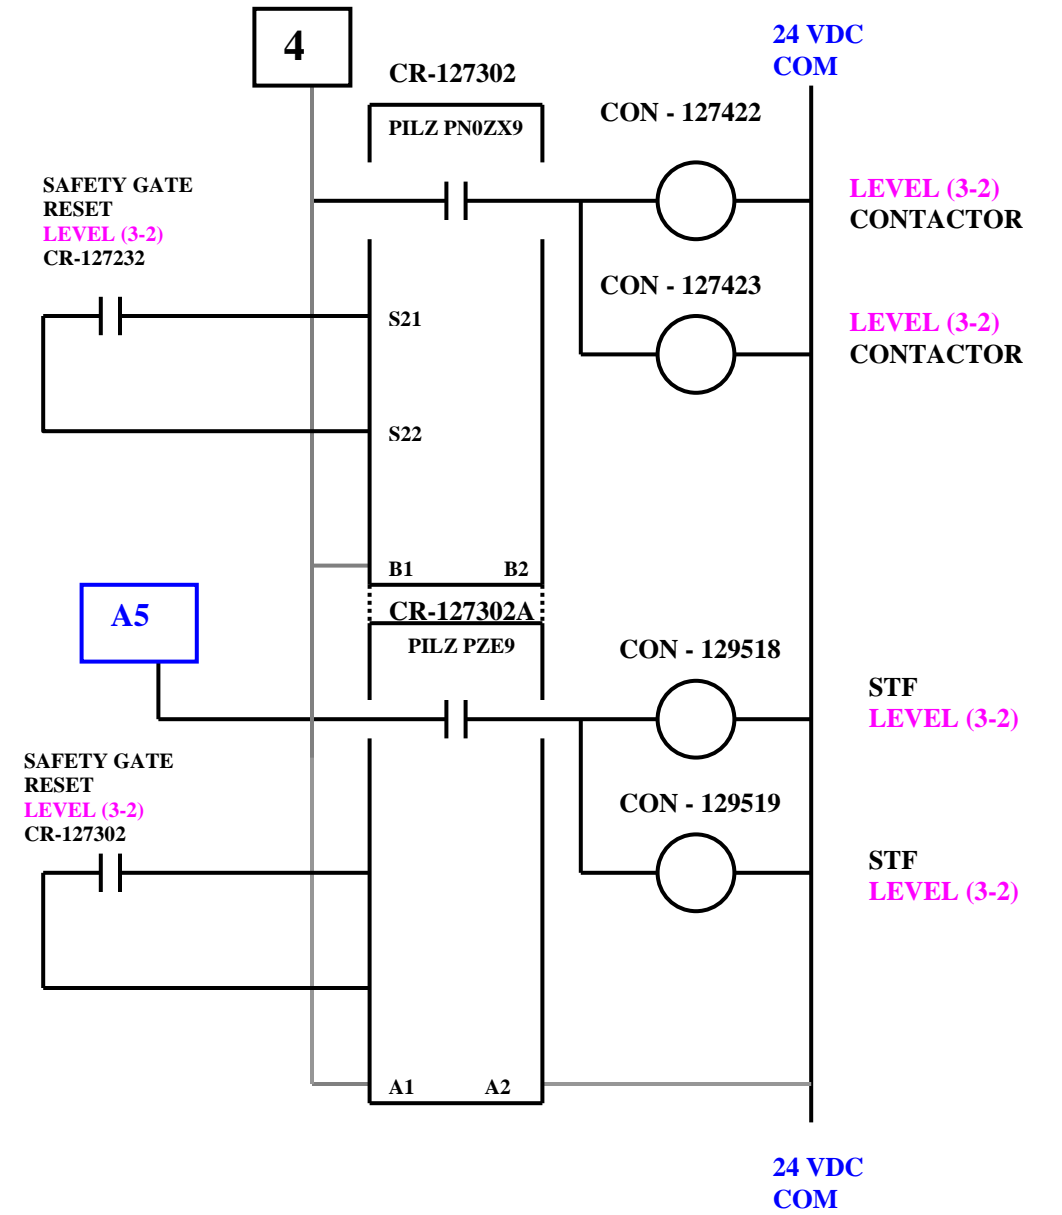 4
24 VDC
COM
CR-127302
PILZ PN0ZX9
CON - 127422
SAFETY GATE
RESET
LEVEL (3-2)
CR-127232
LEVEL (3-2)
CONTACTOR
CON - 127423
S21
LEVEL (3-2)
CONTACTOR
S22
B1
B2
A5
CR-127302A
PILZ PZE9
CON - 129518
STF
LEVEL (3-2)
SAFETY GATE
RESET
LEVEL (3-2)
CR-127302
CON - 129519
STF
LEVEL (3-2)
A1
A2
24 VDC
COM